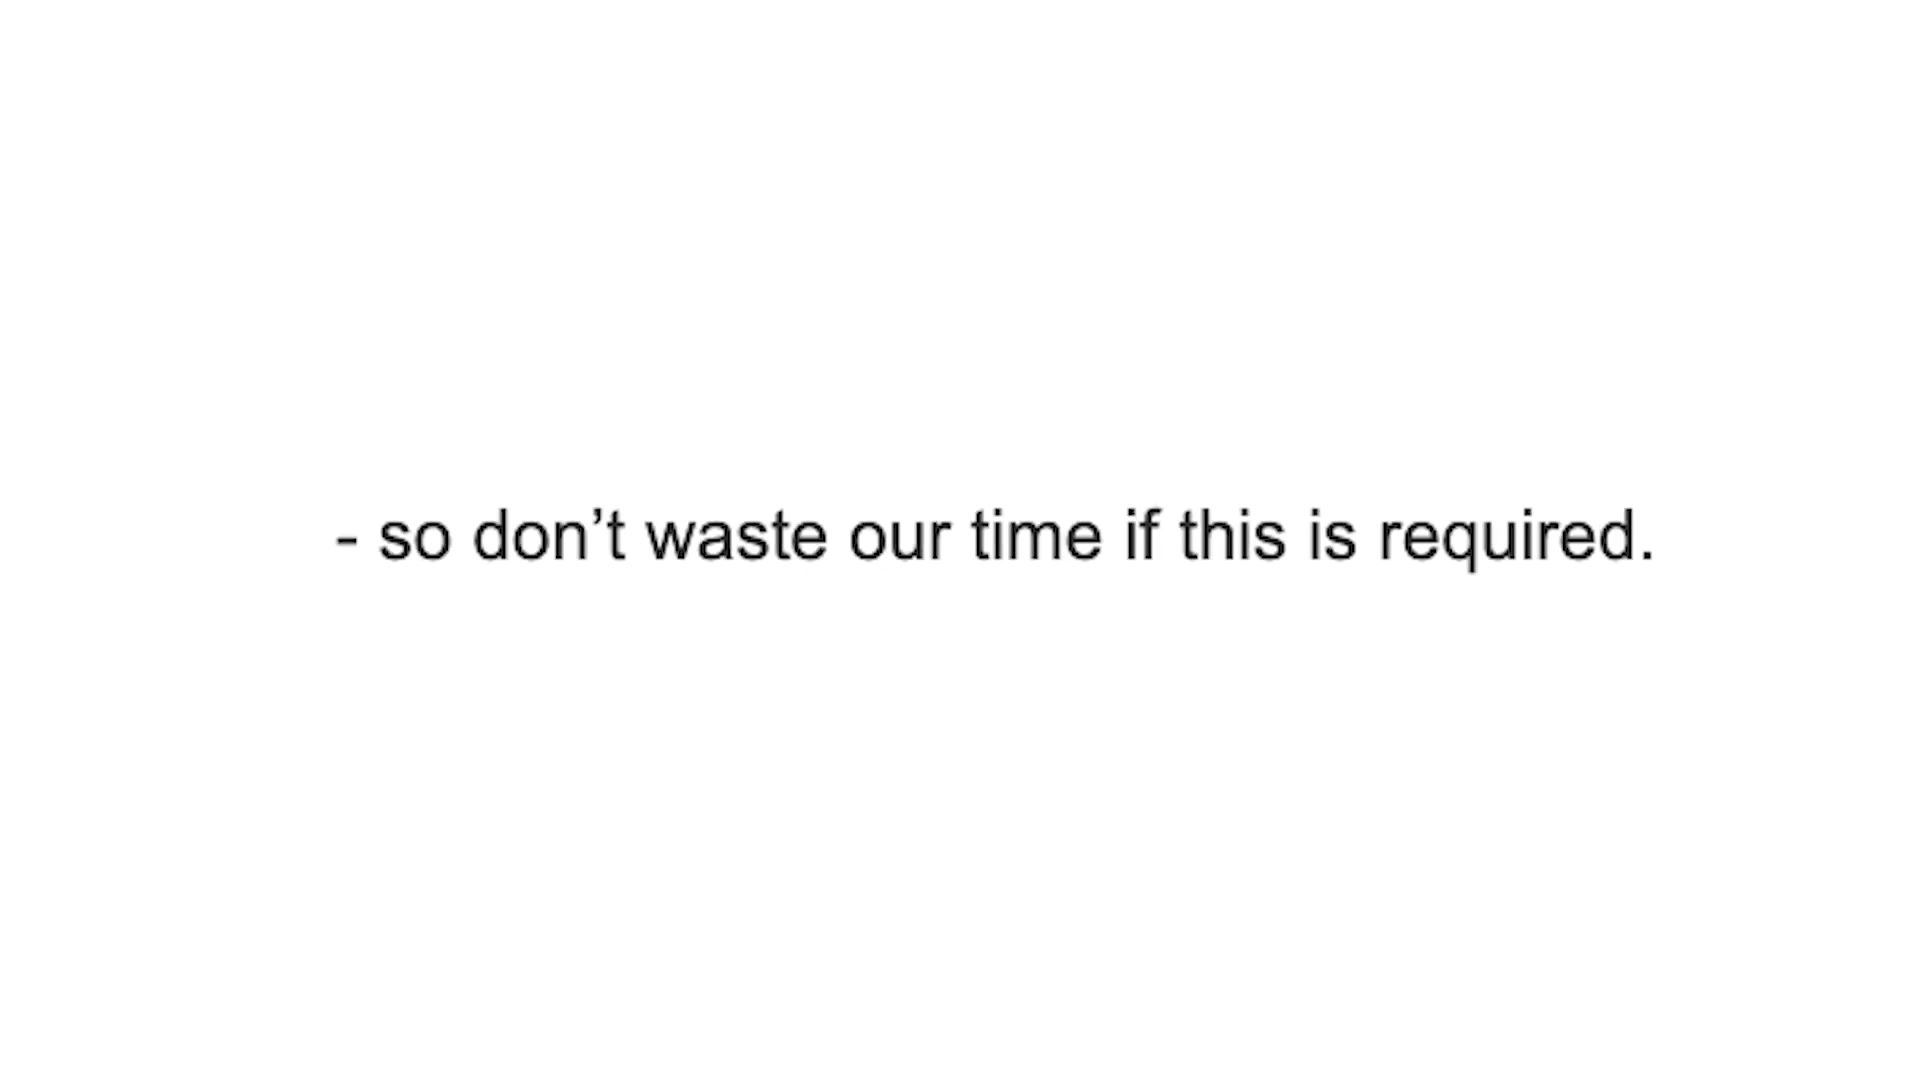 - so don’t waste our time if this is required.